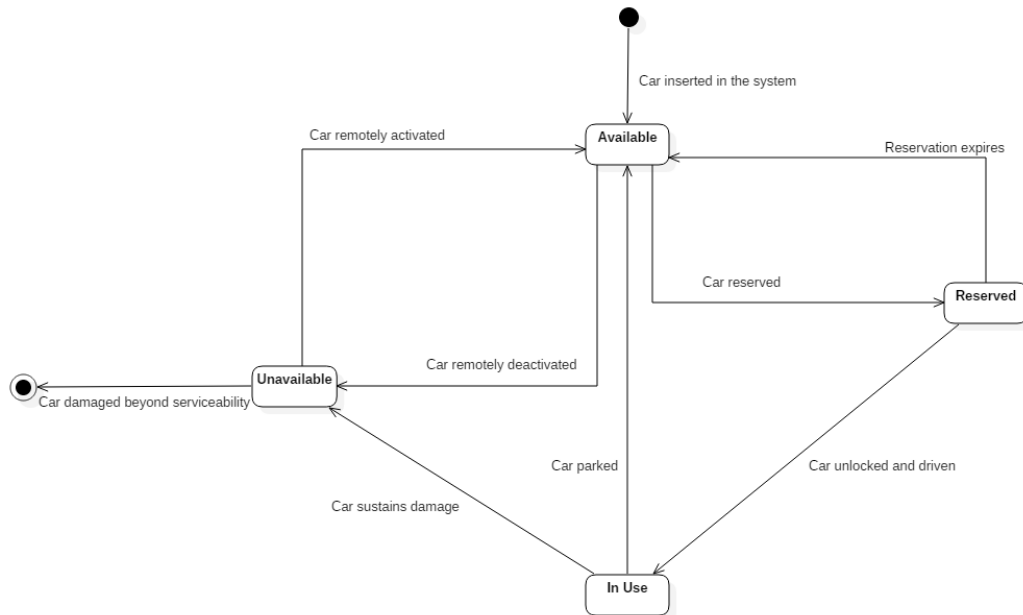 Car inserted in the system
Available
Car remotely activated
Reservation expires
Car reserved
Reserved
Car remotely deactivated
Unavailable
Car damaged beyond serviceability
Car parked
Car unlocked and driven
Car sustains damage
In Use